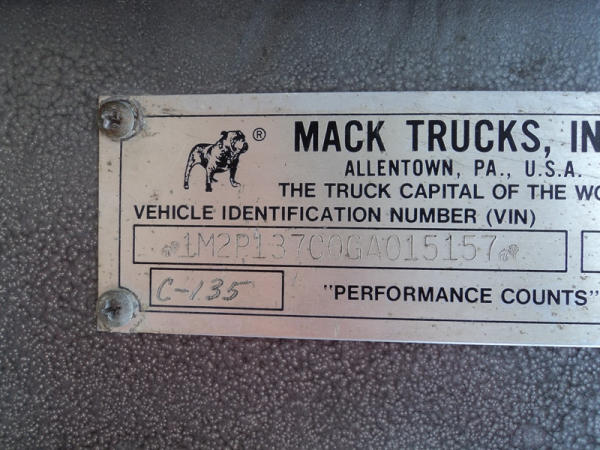 ®
MACK TRUCKS, IN
ALLENTOWN, PA., U.S.A.
THE TRUCK CAPITAL OF THE WO
VEHICLE IDENTIFICATION NUMBER (VIN)
1M2P137C0GA015157
C-135
"PERFORMANCE COUNTS"